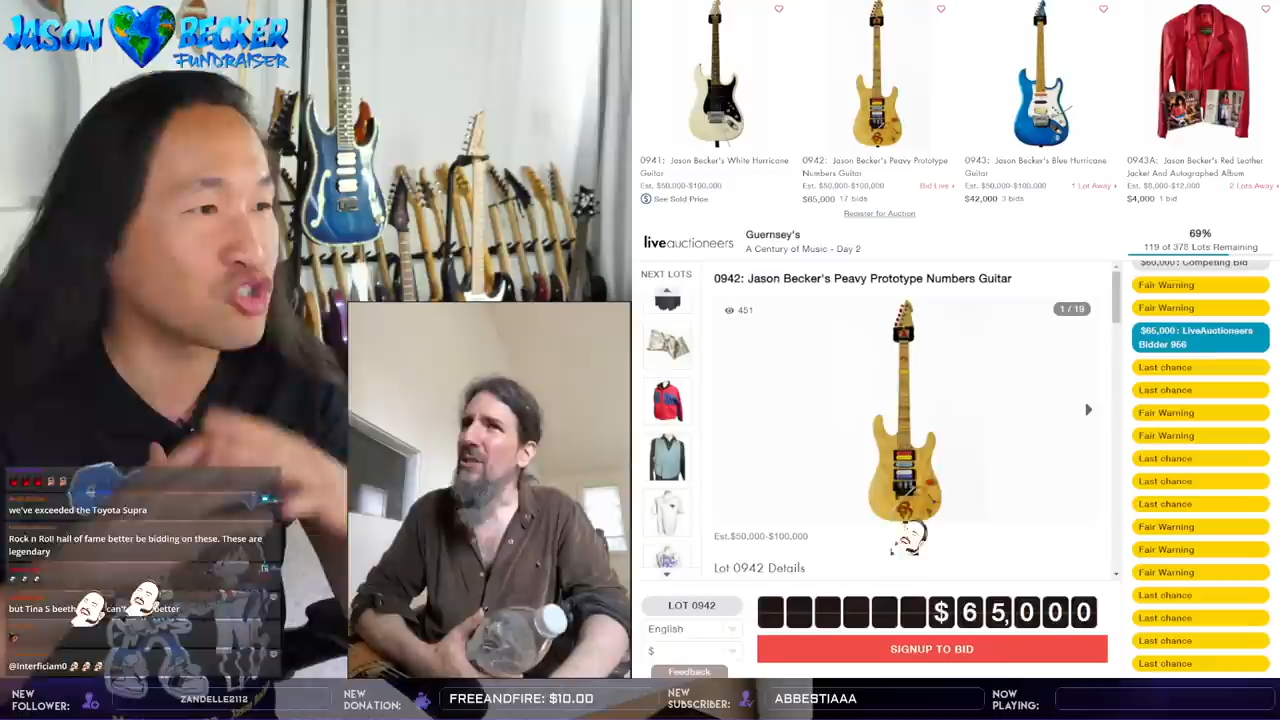 JASON BECKER
FUNDRAISER
0941: Jason Becker's White Hurricane
Guitar
Est. $50,000-$100,000
See Sold Price
0942: Jason Becker's Peavy Prototype
Numbers Guitar
Est. $50,000-$100,000
Bid Live
$65,000 17 bids
Register for Auction
0943: Jason Becker's Blue Hurricane
Guitar
Est. $50,000-$100,000
1 Lot Away
$42,000 3 bids
0943A: Jason Becker's Red Leather
Jacket And Autographed Album
Est. $8,000-$12,000
2 Lots Away
$4,000 1 bid
liveauctioneers
Guernsey's
A Century of Music - Day 2
69%
119 of 378 Lots Remaining
NEXT LOTS
0942: Jason Becker's Peavy Prototype Numbers Guitar
451
1 / 19
Est.$50,000-$100,000
Lot 0942 Details
$60,000: Competing Bid
Fair Warning
Fair Warning
$65,000: LiveAuctioneers
Bidder 956
Last chance
Last chance
Fair Warning
Fair Warning
Last chance
Last chance
Last chance
Fair Warning
Fair Warning
Fair Warning
Last chance
Last chance
Last chance
Last chance
LOT 0942
English
$
Feedback
$65,000
SIGNUP TO BID
we've exceeded the Toyota Supra
Rock n Roll hall of fame better be bidding on these. These are
legendary
but Tina S beeth can't etter
@Interficiam0
NEW
FOLLOWER:
ZANDELLE2112
NEW
DONATION:
FREEANDFIRE: $10.00
NEW
SUBSCRIBER:
ABBESTIAAA
NOW
PLAYING: